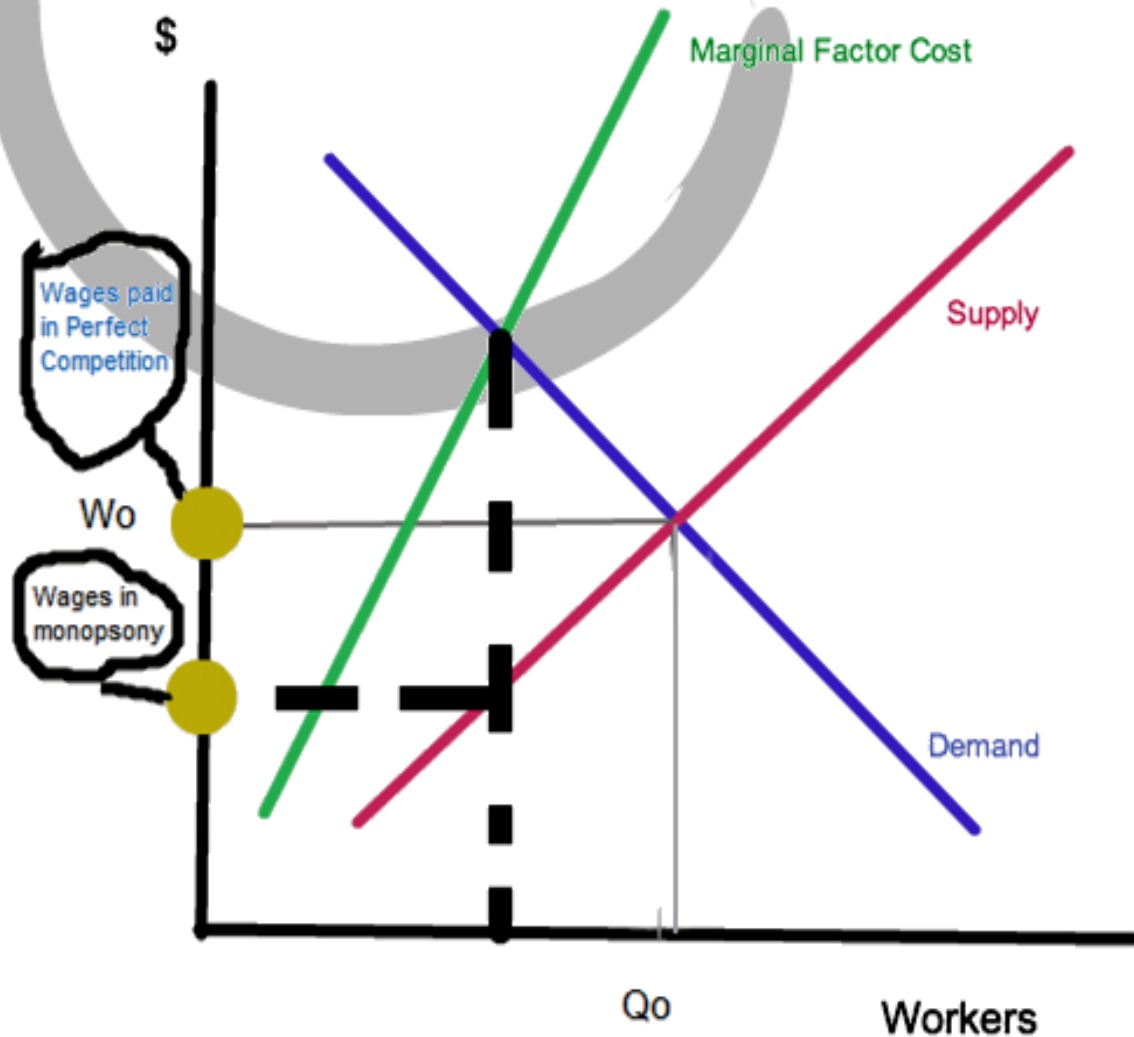 $
Marginal Factor Cost
Wages paid
in Perfect
Competition
Supply
Wo
Wages in
monopsony
Demand
Qo
Workers